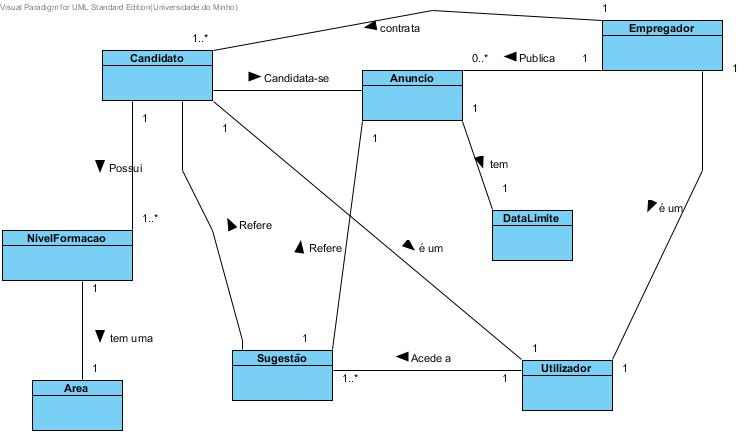 Visual Paradigm for UML Standard Edition(Universidade do Minho)
1
contrata
1..*
Empregador
Candidato
0..*
Publica
1
1
Candidata-se
Anuncio
1
1
1
1
Possui
tem
1
1..*
é um
DataLimite
Refere
NivelFormacao
Refere
é um
1
tem uma
1
1
Sugestão
Acede a
1
Utilizador
1
1..*
1
Area